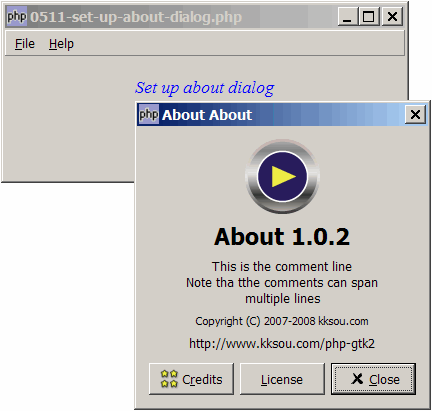 php 0511-set-up-about-dialog.php
File Help
Set up about dialog
php About About
About 1.0.2
This is the comment line
Note tha tthe comments can span
multiple lines
Copyright (C) 2007-2008 kksou.com
http://www.kksou.com/php-gtk2
Credits License Close